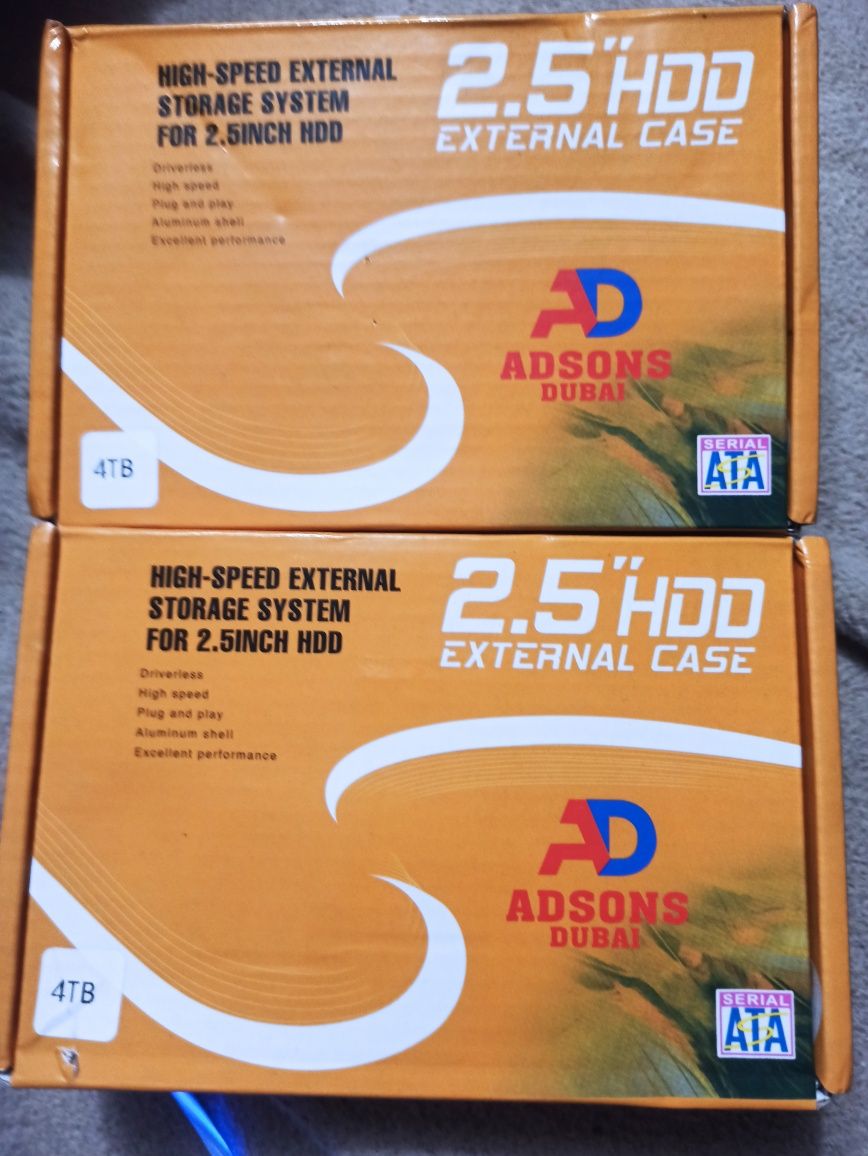 HIGH-SPEED EXTERNAL
STORAGE SYSTEM
FOR 2.5INCH HDD
Driverless
High speed
Plug and play
Aluminum shell
Excellent performance
2.5" HDD
EXTERNAL CASE
AD
ADSONS
DUBAI
4TB
SERIAL
ATA
HIGH-SPEED EXTERNAL
STORAGE SYSTEM
FOR 2.5INCH HDD
Driverless
High speed
Plug and play
Aluminum shell
Excellent performance
2.5" HDD
EXTERNAL CASE
AD
ADSONS
DUBAI
4TB
SERIAL
ATA